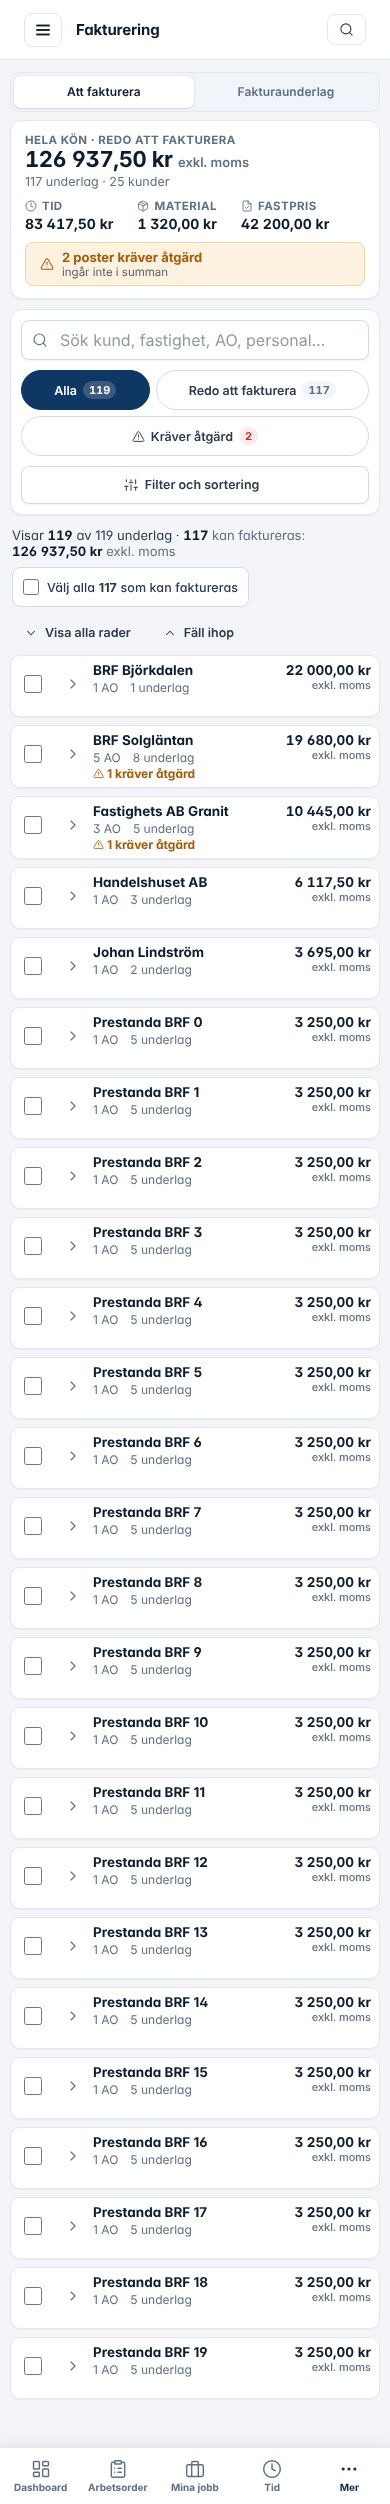 Fakturering
Att fakturera
Fakturaunderlag
HELA KÖN · REDO ATT FAKTURERA
126 937,50 kr exkl. moms
117 underlag · 25 kunder
TID MATERIAL FASTPRIS
83 417,50 kr 1 320,00 kr 42 200,00 kr
2 poster kräver åtgärd
ingår inte i summan
Sök kund, fastighet, AO, personal...
Alla 119 Redo att fakturera 117
Kräver åtgärd 2
Filter och sortering
Visar 119 av 119 underlag · 117 kan faktureras:
126 937,50 kr exkl. moms
Välj alla 117 som kan faktureras
Visa alla rader Fäll ihop
BRF Björkdalen 22 000,00 kr
1 AO 1 underlag exkl. moms
BRF Solgläntan 19 680,00 kr
5 AO 8 underlag exkl. moms
1 kräver åtgärd
Fastighets AB Granit 10 445,00 kr
3 AO 5 underlag exkl. moms
1 kräver åtgärd
Handelshuset AB 6 117,50 kr
1 AO 3 underlag exkl. moms
Johan Lindström 3 695,00 kr
1 AO 2 underlag exkl. moms
Prestanda BRF 0 3 250,00 kr
1 AO 5 underlag exkl. moms
Prestanda BRF 1 3 250,00 kr
1 AO 5 underlag exkl. moms
Prestanda BRF 2 3 250,00 kr
1 AO 5 underlag exkl. moms
Prestanda BRF 3 3 250,00 kr
1 AO 5 underlag exkl. moms
Prestanda BRF 4 3 250,00 kr
1 AO 5 underlag exkl. moms
Prestanda BRF 5 3 250,00 kr
1 AO 5 underlag exkl. moms
Prestanda BRF 6 3 250,00 kr
1 AO 5 underlag exkl. moms
Prestanda BRF 7 3 250,00 kr
1 AO 5 underlag exkl. moms
Prestanda BRF 8 3 250,00 kr
1 AO 5 underlag exkl. moms
Prestanda BRF 9 3 250,00 kr
1 AO 5 underlag exkl. moms
Prestanda BRF 10 3 250,00 kr
1 AO 5 underlag exkl. moms
Prestanda BRF 11 3 250,00 kr
1 AO 5 underlag exkl. moms
Prestanda BRF 12 3 250,00 kr
1 AO 5 underlag exkl. moms
Prestanda BRF 13 3 250,00 kr
1 AO 5 underlag exkl. moms
Prestanda BRF 14 3 250,00 kr
1 AO 5 underlag exkl. moms
Prestanda BRF 15 3 250,00 kr
1 AO 5 underlag exkl. moms
Prestanda BRF 16 3 250,00 kr
1 AO 5 underlag exkl. moms
Prestanda BRF 17 3 250,00 kr
1 AO 5 underlag exkl. moms
Prestanda BRF 18 3 250,00 kr
1 AO 5 underlag exkl. moms
Prestanda BRF 19 3 250,00 kr
1 AO 5 underlag exkl. moms
Dashboard Arbetsorder Mina jobb Tid Mer